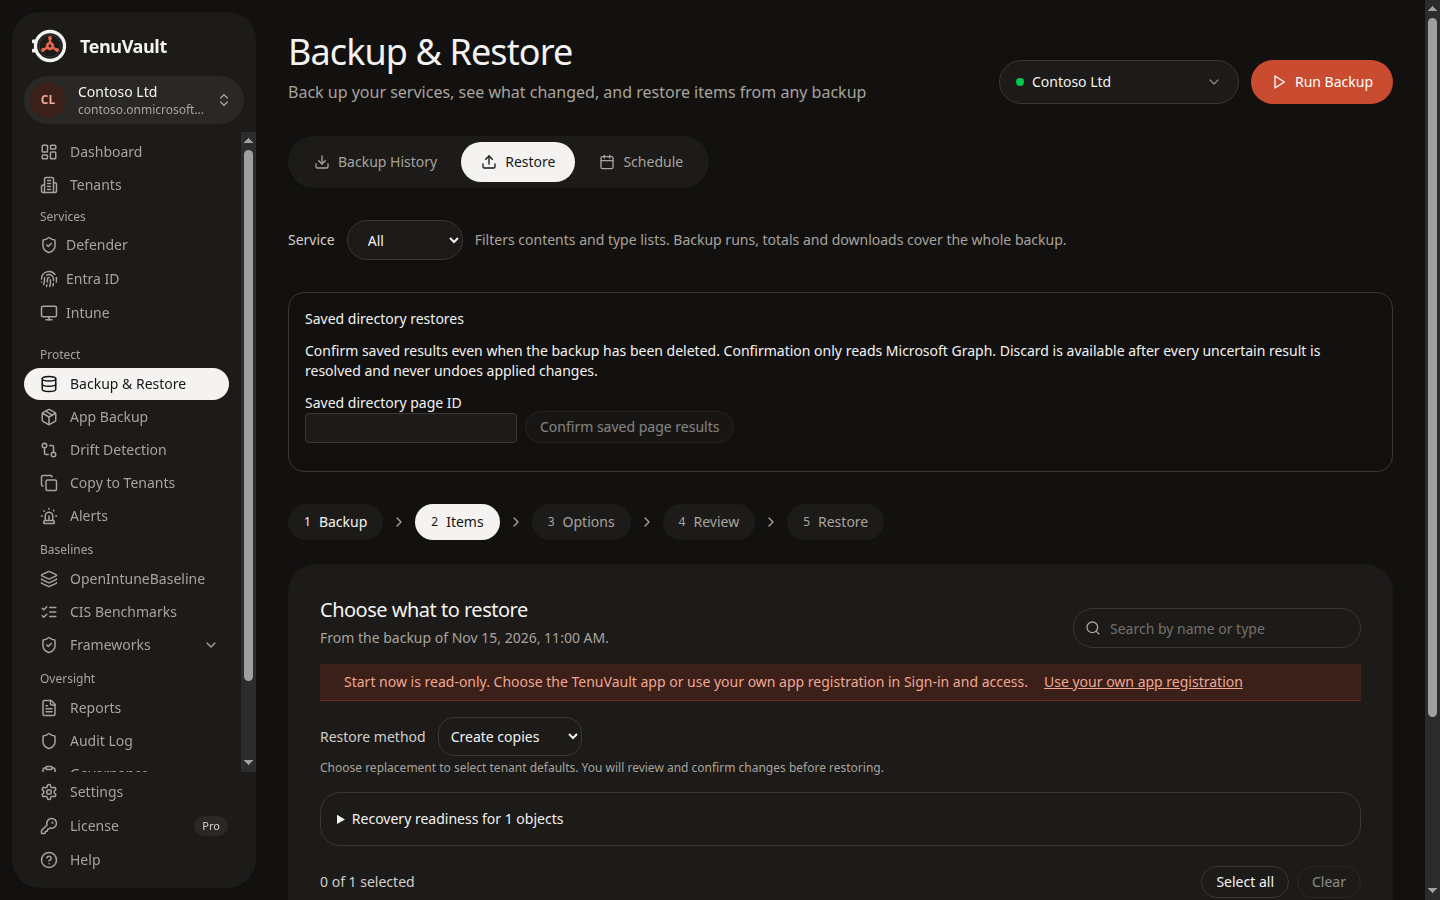 TenuVault
CL
Contoso Ltd
contoso.onmicrosoft...
Dashboard
Tenants
Services
Defender
Entra ID
Intune
Protect
Backup & Restore
App Backup
Drift Detection
Copy to Tenants
Alerts
Baselines
OpenIntuneBaseline
CIS Benchmarks
Frameworks
Oversight
Reports
Audit Log
Settings
License
Pro
Help
Backup & Restore
Back up your services, see what changed, and restore items from any backup
Contoso Ltd
Run Backup
Backup History
Restore
Schedule
Service
All
Filters contents and type lists. Backup runs, totals and downloads cover the whole backup.
Saved directory restores
Confirm saved results even when the backup has been deleted. Confirmation only reads Microsoft Graph. Discard is available after every uncertain result is
resolved and never undoes applied changes.
Saved directory page ID
Confirm saved page results
1 Backup
2 Items
3 Options
4 Review
5 Restore
Choose what to restore
From the backup of Nov 15, 2026, 11:00 AM.
Search by name or type
Start now is read-only. Choose the TenuVault app or use your own app registration in Sign-in and access. Use your own app registration
Restore method
Create copies
Choose replacement to select tenant defaults. You will review and confirm changes before restoring.
Recovery readiness for 1 objects
0 of 1 selected
Select all
Clear